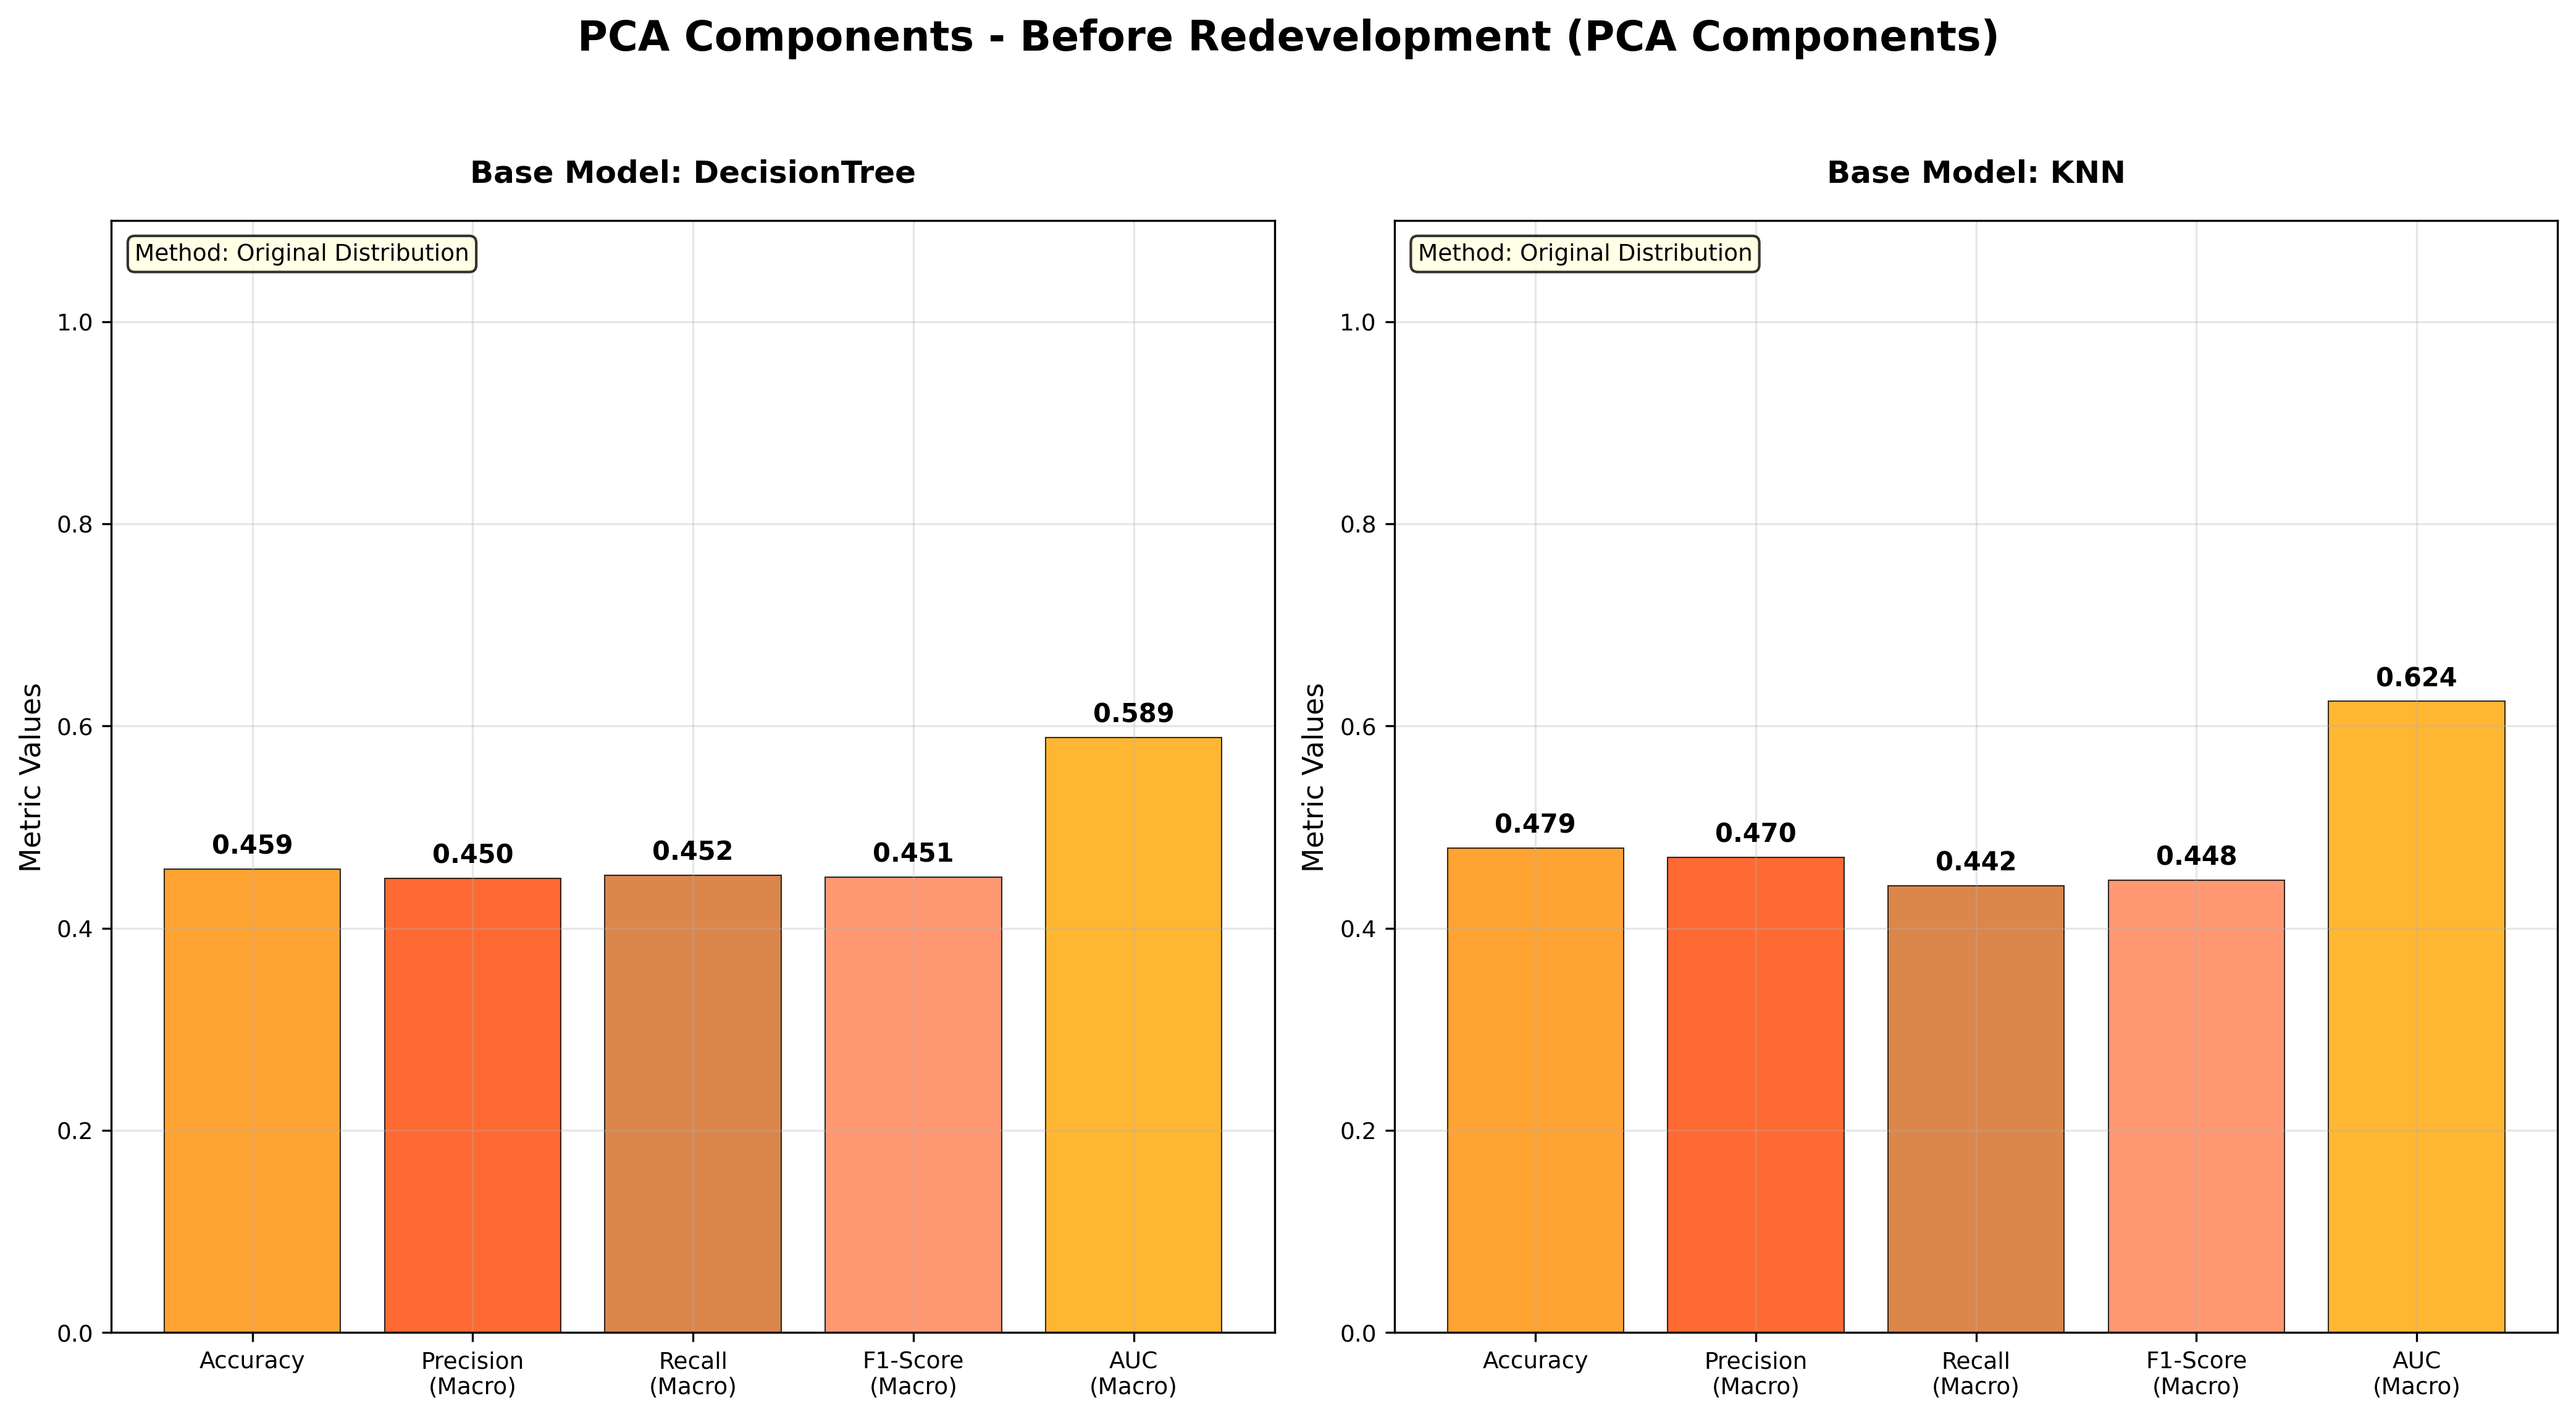 PCA Components - Before Redevelopment (PCA Components)
Base Model: DecisionTree
Method: Original Distribution
Metric Values
1.0
0.8
0.6
0.4
0.2
0.0
0.459
0.450
0.452
0.451
0.589
Accuracy
Precision
(Macro)
Recall
(Macro)
F1-Score
(Macro)
AUC
(Macro)
Base Model: KNN
Method: Original Distribution
Metric Values
1.0
0.8
0.6
0.4
0.2
0.0
0.479
0.470
0.442
0.448
0.624
Accuracy
Precision
(Macro)
Recall
(Macro)
F1-Score
(Macro)
AUC
(Macro)